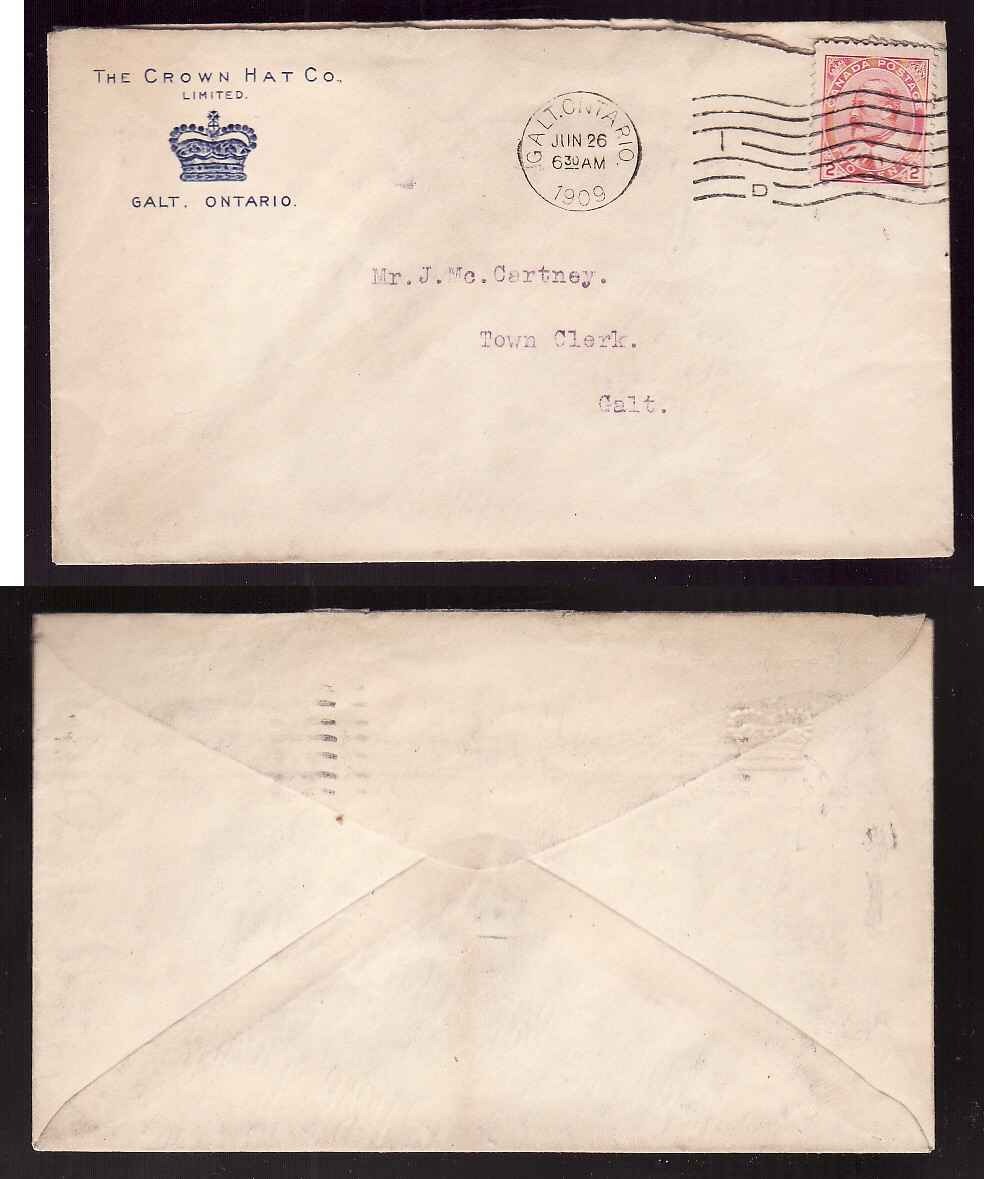 THE CROWN HAT CO.,
LIMITED.
GALT, ONTARIO.
GALT.ONTARIO.
JUN 26
6 30 AM
1909
D
CANADA POSTAGE
2 2
Mr.J.Mc.Cartney.
Town Clerk.
Galt.